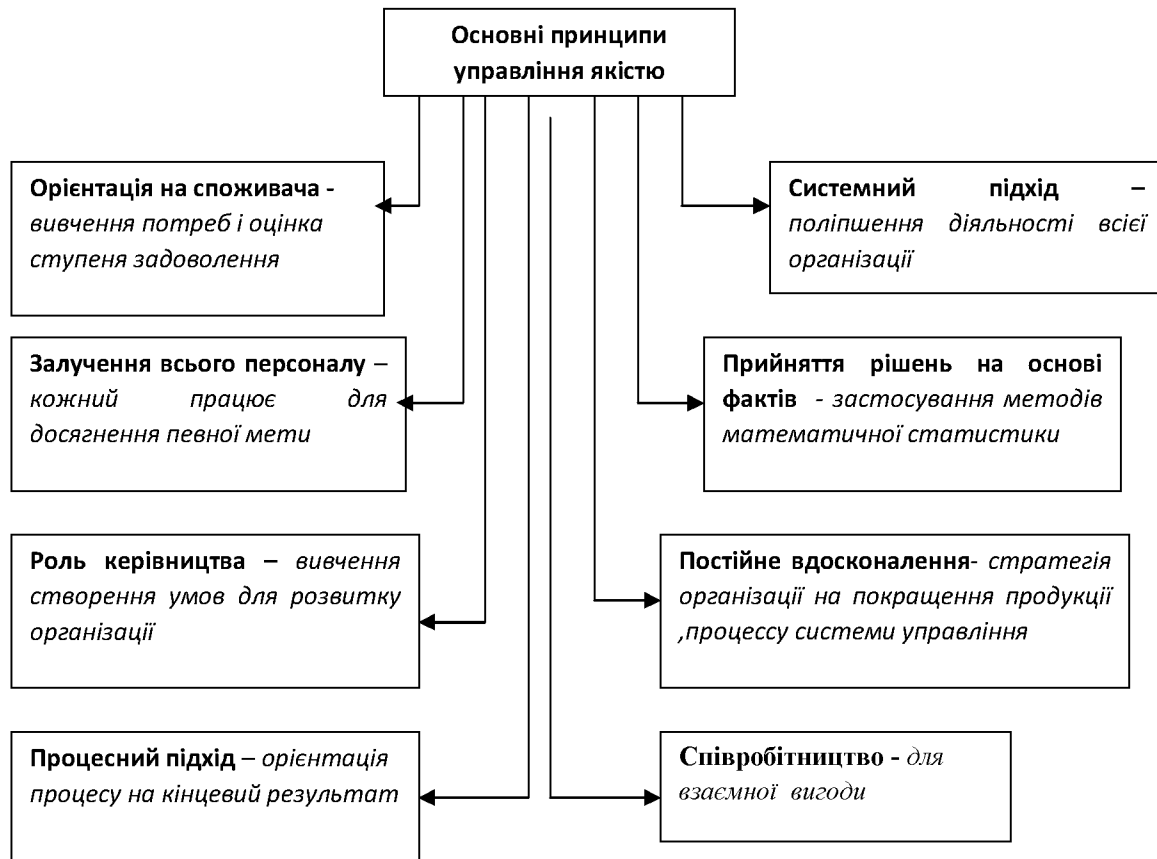 Основні принципи
управління якістю
Орієнтація на споживача -
вивчення потреб і оцінка
ступеня задоволення
Системний підхід –
поліпшення діяльності всієї
організації
Залучення всього персоналу –
кожний працює для
досягнення певної мети
Прийняття рішень на основі
фактів - застосування методів
математичної статистики
Роль керівництва – вивчення
створення умов для розвитку
організації
Постійне вдосконалення- стратегія
організації на покращення продукції
,процессу системи управління
Процесний підхід – орієнтація
процесу на кінцевий результат
Співробітництво - для
взаємної вигоди